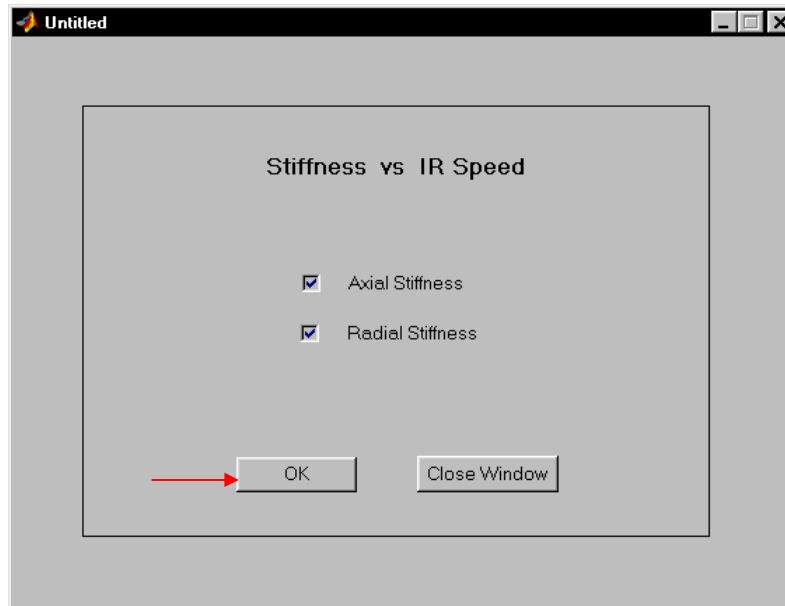 Untitled
Stiffness vs IR Speed
Axial Stiffness
Radial Stiffness
OK
Close Window